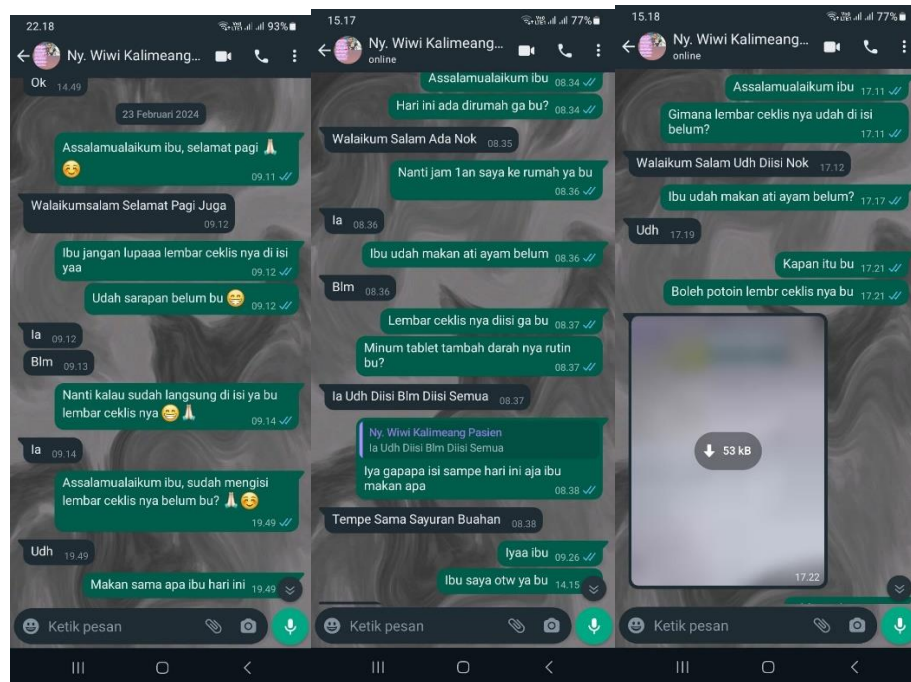 22.18
93%
Ny. Wiwi Kalimeang...
Ok 14.49
23 Februari 2024
Assalamualaikum ibu, selamat pagi 🙏🏻
☺️
09.11
Walaikumsalam Selamat Pagi Juga
09.12
Ibu jangan lupaaa lembar ceklis nya di isi
yaa
09.12
Udah sarapan belum bu 😁 09.12
Ia 09.12
Blm 09.13
Nanti kalau sudah langsung di isi ya bu
lembar ceklis nya 😁🙏🏻
09.14
Ia 09.14
Assalamualaikum ibu, sudah mengisi
lembar ceklis nya belum bu? 🙏🏻☺️
19.49
Udh 19.49
Makan sama apa ibu hari ini 19.49
Ketik pesan
15.17
77%
Ny. Wiwi Kalimeang...
online
Assalamualaikum ibu 08.34
Hari ini ada dirumah ga bu? 08.34
Walaikum Salam Ada Nok 08.35
Nanti jam 1an saya ke rumah ya bu
08.36
Ia 08.36
Ibu udah makan ati ayam belum 08.36
Blm 08.36
Lembar ceklis nya diisi ga bu 08.37
Minum tablet tambah darah nya rutin
bu?
08.37
Ia Udh Diisi Blm Diisi Semua 08.37
Ny. Wiwi Kalimeang Pasien
Ia Udh Diisi Blm Diisi Semua
Iya gapapa isi sampe hari ini aja ibu
makan apa
08.38
Tempe Sama Sayuran Buahan 08.38
Iyaa ibu 09.26
Ibu saya otw ya bu 14.15
Ketik pesan
15.18
77%
Ny. Wiwi Kalimeang...
online
Assalamualaikum ibu 17.11
Gimana lembar ceklis nya udah di isi
belum?
17.11
Walaikum Salam Udh Diisi Nok 17.12
Ibu udah makan ati ayam belum? 17.17
Udh 17.19
Kapan itu bu 17.21
Boleh potoin lembr ceklis nya bu 17.21
53 kB
17.22
Ketik pesan